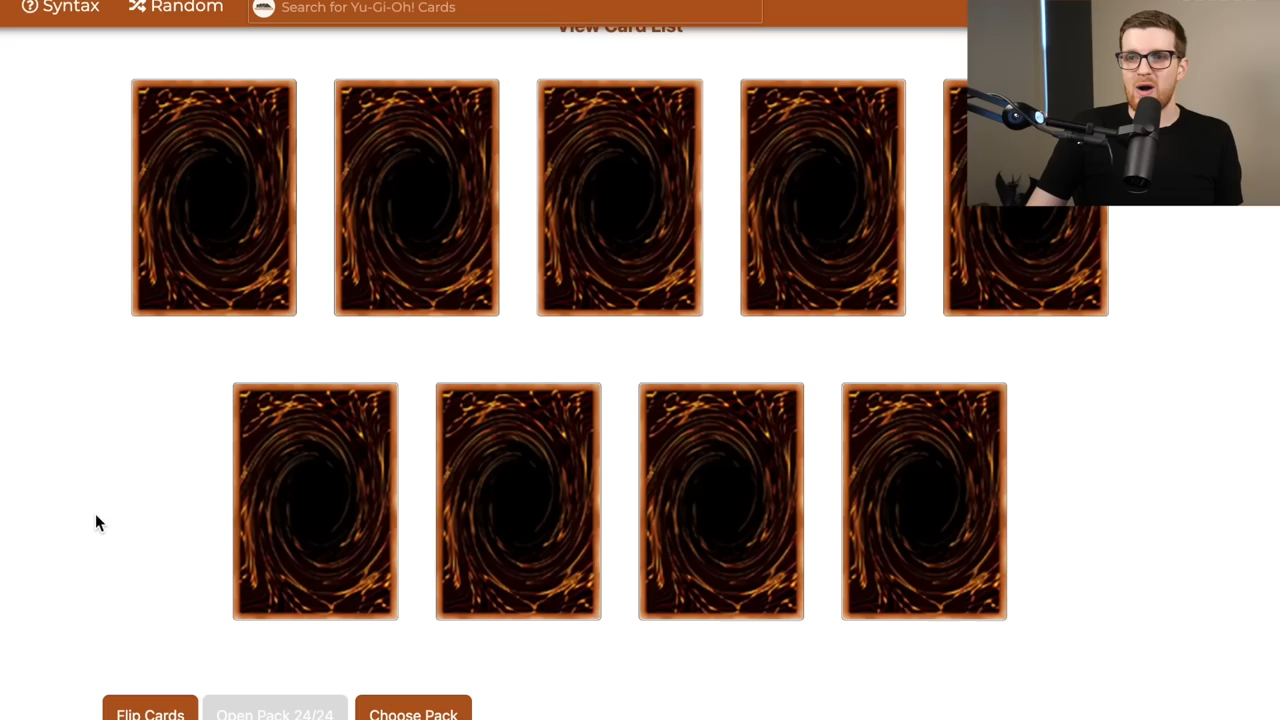 Syntax
Random
Search for Yu-Gi-Oh! Cards
View Card List
Flip Cards
Open Pack 24/24
Choose Pack